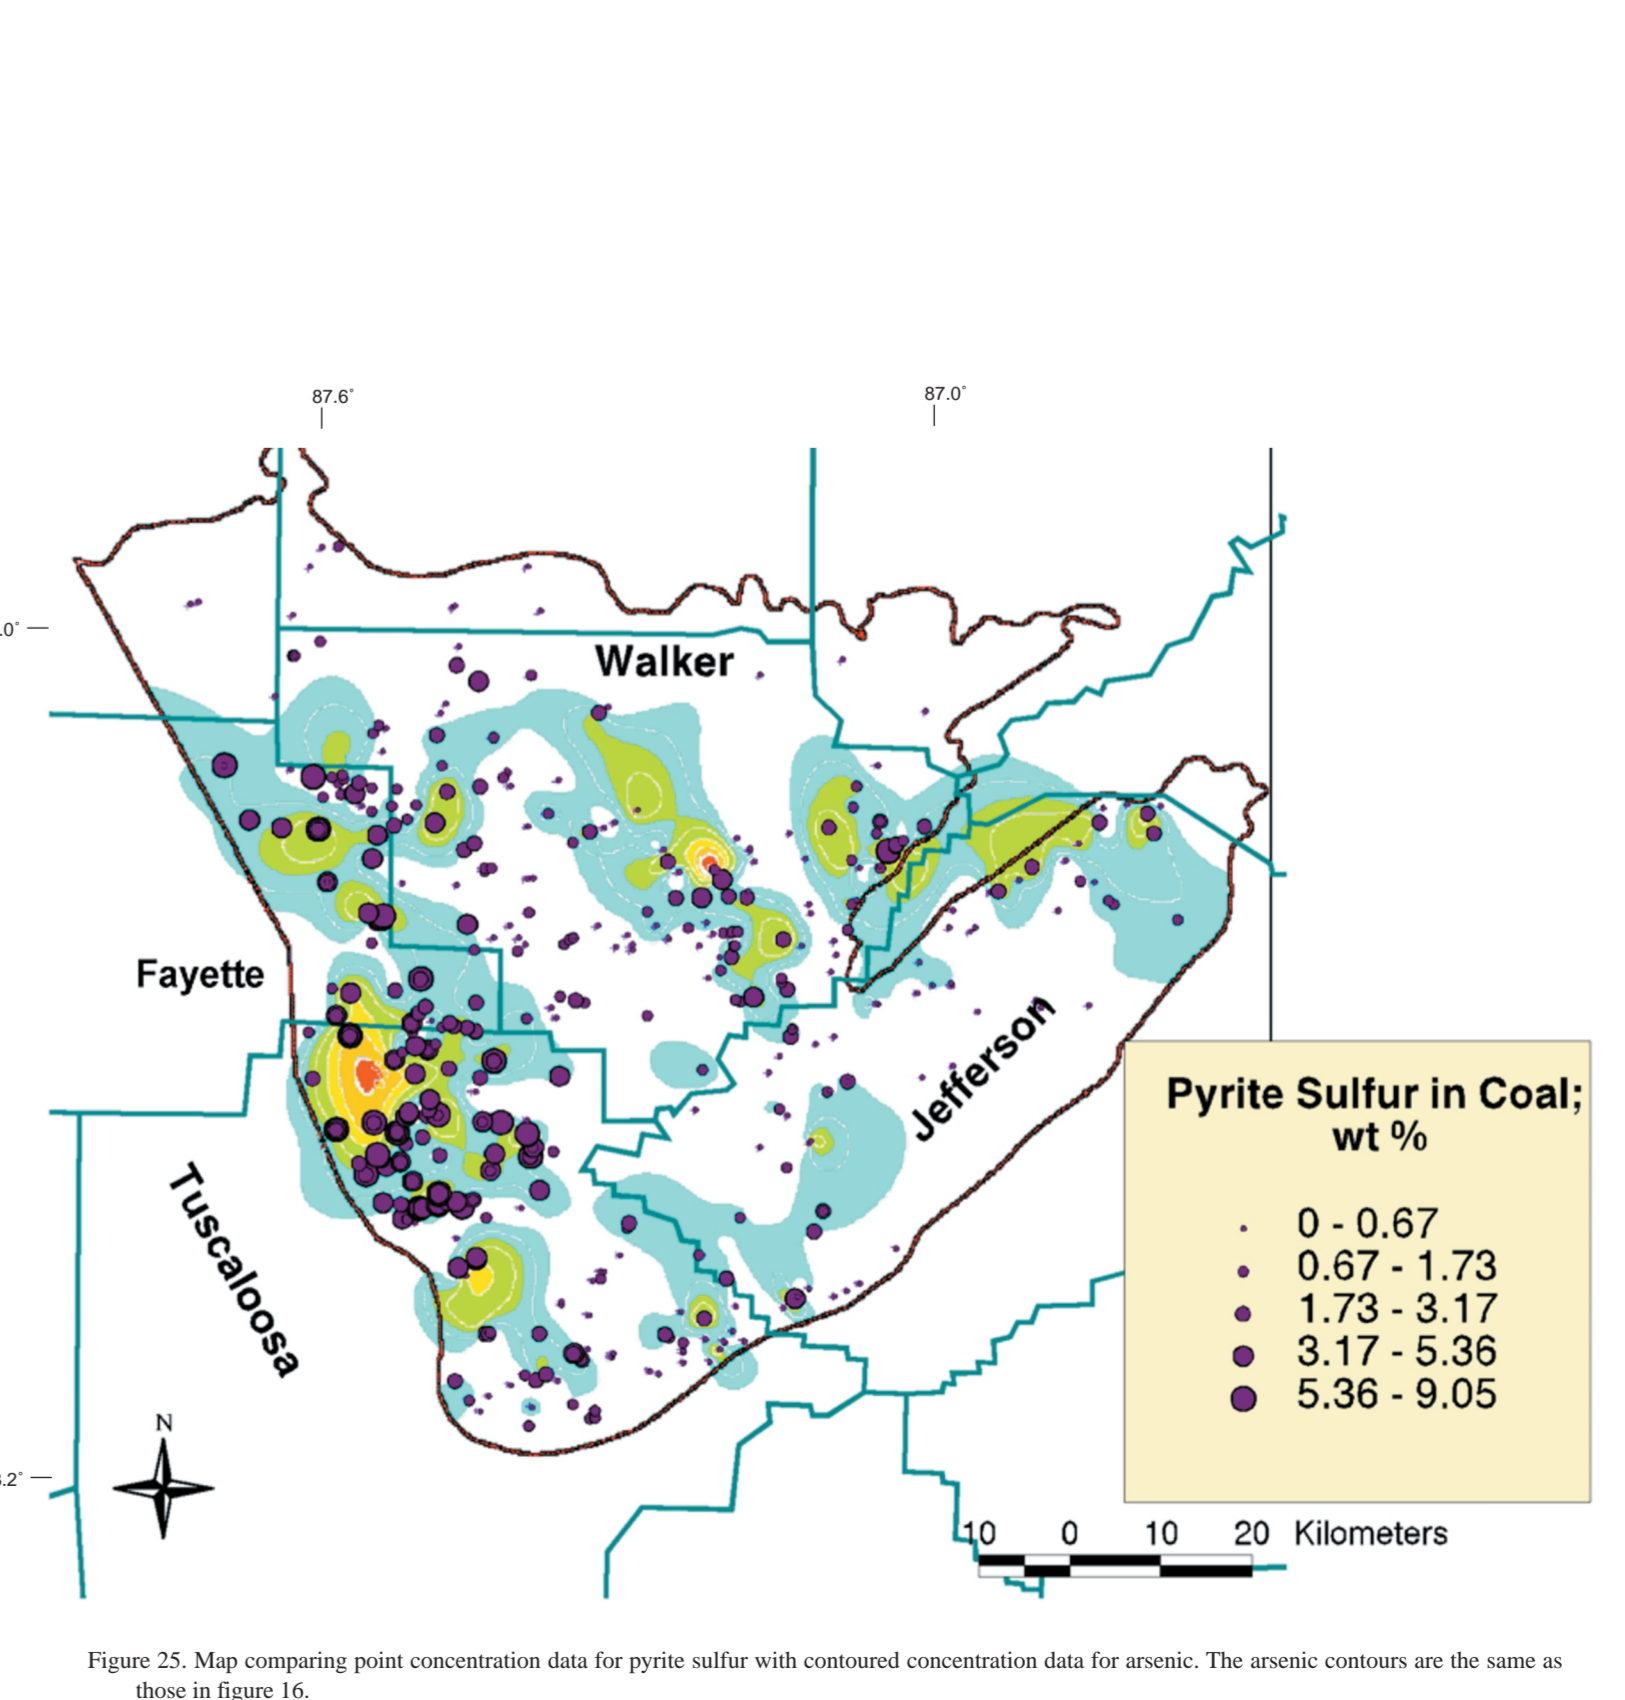 87.6°
87.0°
.0°
Walker
Fayette
Jefferson
Tuscaloosa
Pyrite Sulfur in Coal;
wt %
0 - 0.67
0.67 - 1.73
1.73 - 3.17
3.17 - 5.36
5.36 - 9.05
N
.2°
10 0 10 20 Kilometers
Figure 25. Map comparing point concentration data for pyrite sulfur with contoured concentration data for arsenic. The arsenic contours are the same as
those in figure 16.